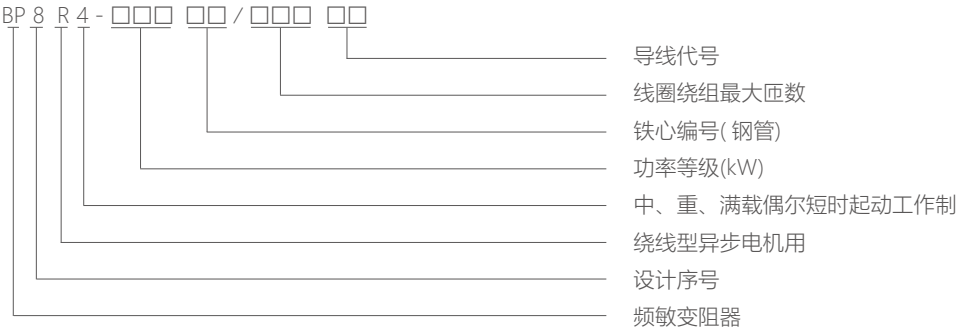 BP 8 R 4 - □□□ □□ / □□□ □□
导线代号
线圈绕组最大匝数
铁心编号( 钢管)
功率等级(kW)
中、重、满载偶尔短时起动工作制
绕线型异步电机用
设计序号
频敏变阻器